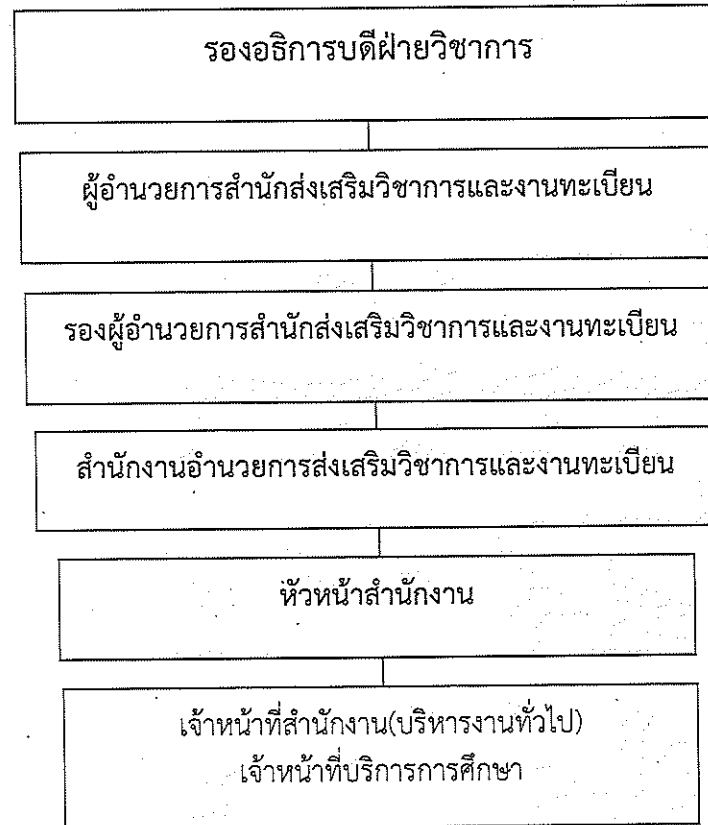 รองอธิการบดีฝ่ายวิชาการ
ผู้อำนวยการสำนักส่งเสริมวิชาการและงานทะเบียน
รองผู้อำนวยการสำนักส่งเสริมวิชาการและงานทะเบียน
สำนักงานอำนวยการส่งเสริมวิชาการและงานทะเบียน
หัวหน้าสำนักงาน
เจ้าหน้าที่สำนักงาน(บริหารงานทั่วไป)
เจ้าหน้าที่บริการการศึกษา